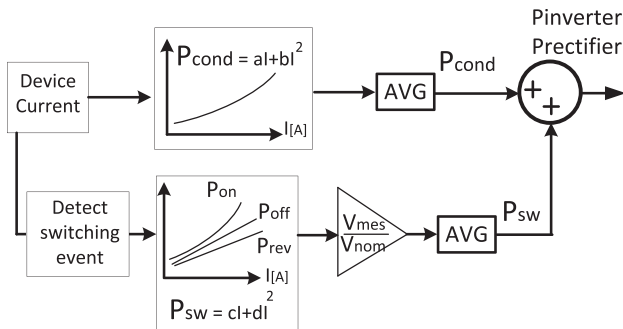 Pinverter
Prectifier
Device
Current
Pcond = aI+bI²
I[A]
AVG
Pcond
+
+
Detect
switching
event
Pon
Poff
Prev
I[A]
Psw = cI+dI²
Vmes
Vnom
AVG
Psw